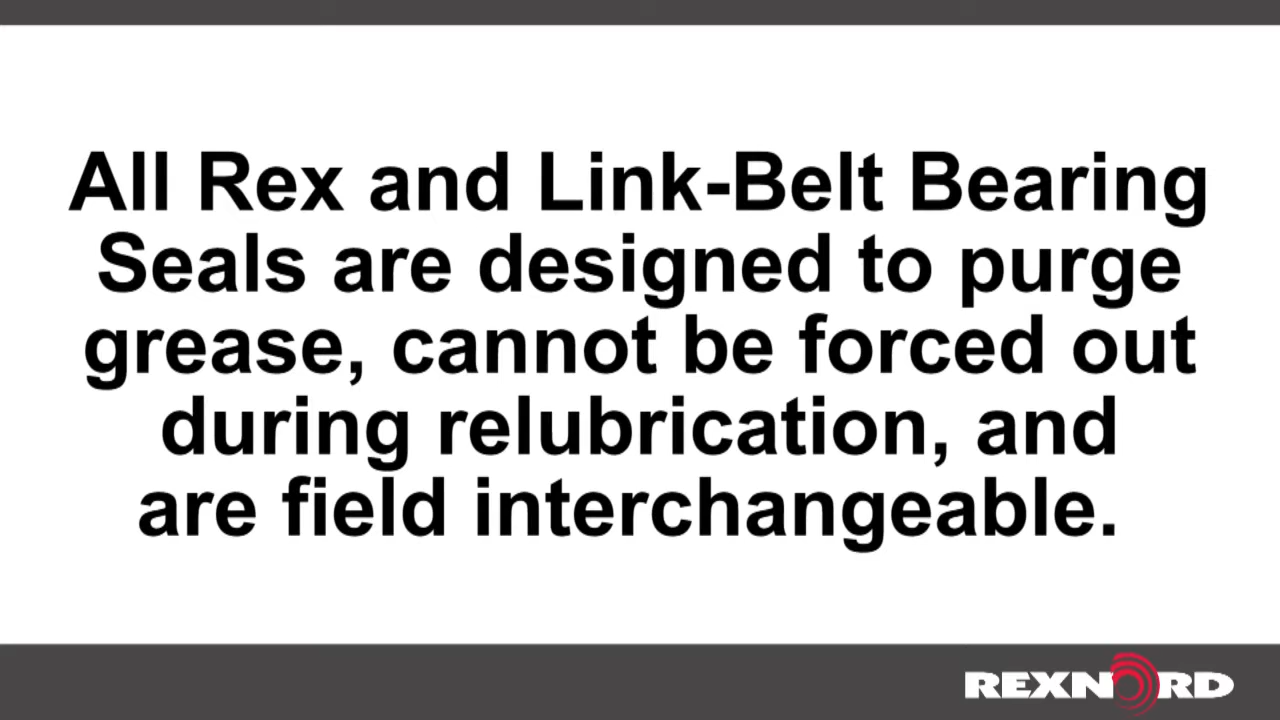 All Rex and Link-Belt Bearing
Seals are designed to purge
grease, cannot be forced out
during relubrication, and
are field interchangeable.
REXNORD